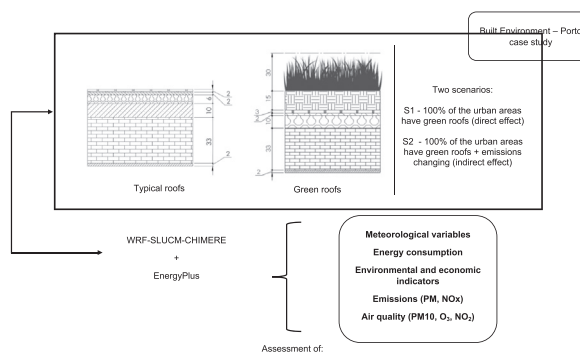 Built Environment – Porto
case study
30
15
10
33
2
2
6
2
10
33
2
Typical roofs
Green roofs
Two scenarios:
S1 - 100% of the urban areas
have green roofs (direct effect)
S2 - 100% of the urban areas
have green roofs + emissions
changing (indirect effect)
WRF-SLUCM-CHIMERE
+
EnergyPlus
Meteorological variables
Energy consumption
Environmental and economic
indicators
Emissions (PM, NOx)
Air quality (PM10, O₃, NO₂)
Assessment of: